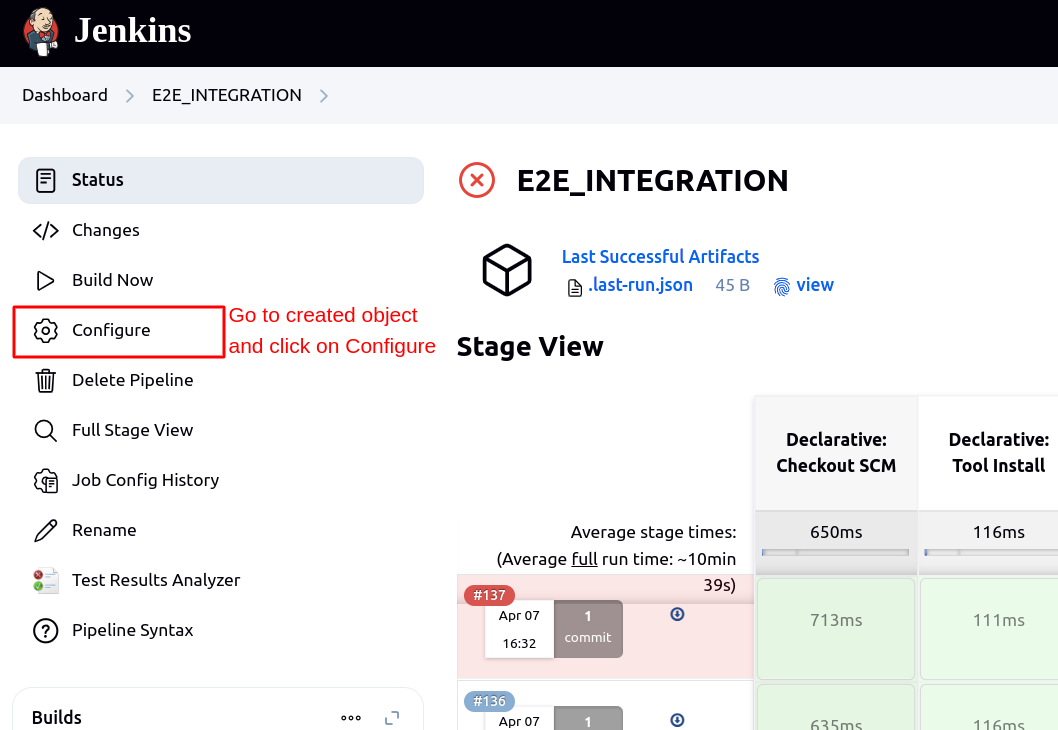 Jenkins
Dashboard
E2E_INTEGRATION
Status
Changes
Build Now
Configure
Delete Pipeline
Full Stage View
Job Config History
Rename
Test Results Analyzer
Pipeline Syntax
Builds
Go to created object
and click on Configure
E2E_INTEGRATION
Last Successful Artifacts
.last-run.json 45 B view
Stage View
Declarative:
Checkout SCM
Declarative:
Tool Install
Average stage times:
(Average full run time: ~10min
39s)
650ms
116ms
#137
Apr 07
16:32
1
commit
713ms
111ms
#136
Apr 07
1
635ms
116ms